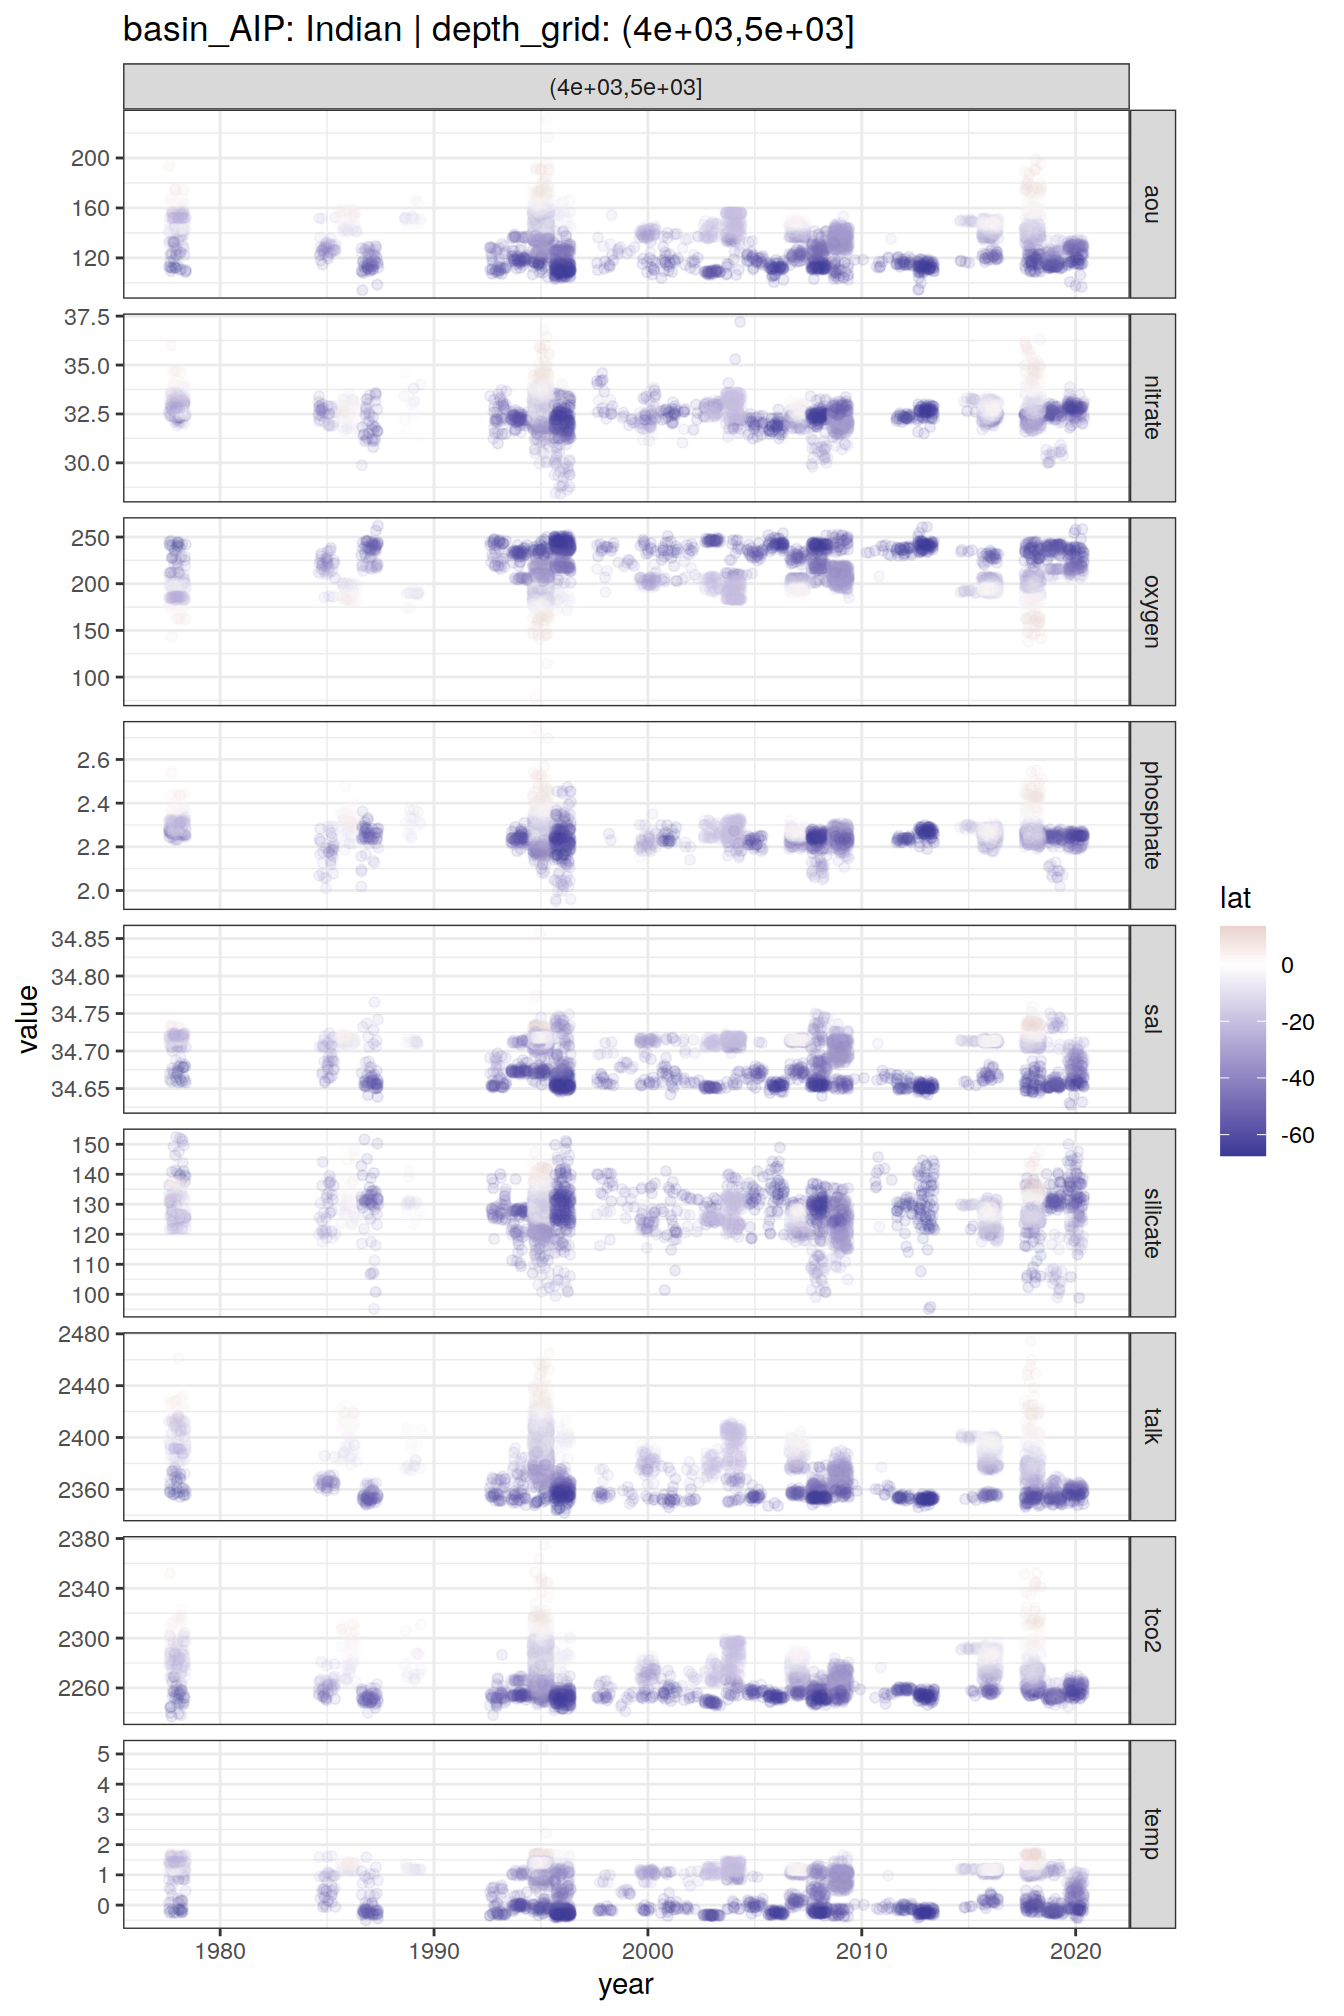 basin_AIP: Indian | depth_grid: (4e+03,5e+03]
(4e+03,5e+03]
200
160
120
aou
37.5
35.0
32.5
30.0
nitrate
250
200
150
100
oxygen
2.6
2.4
2.2
2.0
phosphate
34.85
34.80
34.75
34.70
34.65
sal
150
140
130
120
110
100
silicate
2480
2440
2400
2360
talk
2380
2340
2300
2260
tco2
5
4
3
2
1
0
temp
1980 1990 2000 2010 2020
year
value
lat
0
-20
-40
-60